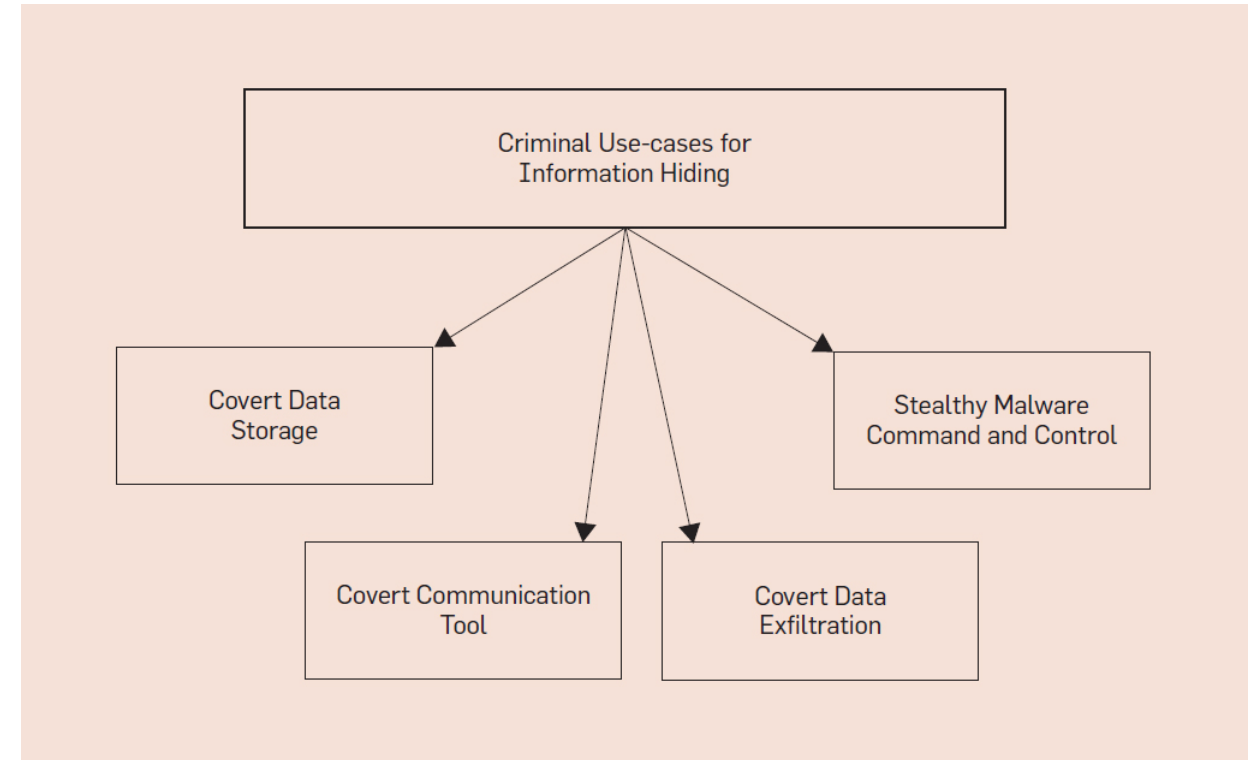 Criminal Use-cases for
Information Hiding
Covert Data
Storage
Stealthy Malware
Command and Control
Covert Communication
Tool
Covert Data
Exfiltration